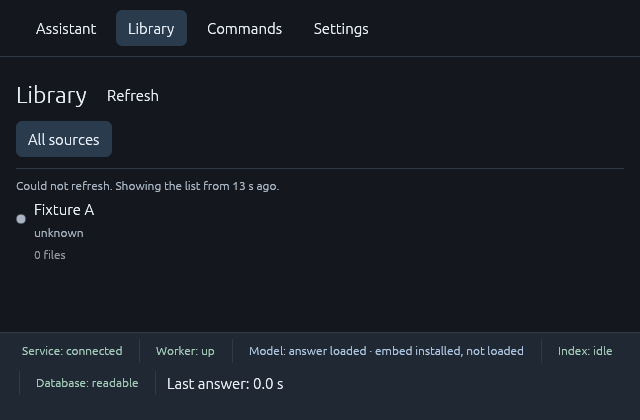 Assistant Library Commands Settings
Library Refresh
All sources
Could not refresh. Showing the list from 13 s ago.
Fixture A
unknown
0 files
Service: connected Worker: up Model: answer loaded · embed installed, not loaded Index: idle
Database: readable Last answer: 0.0 s